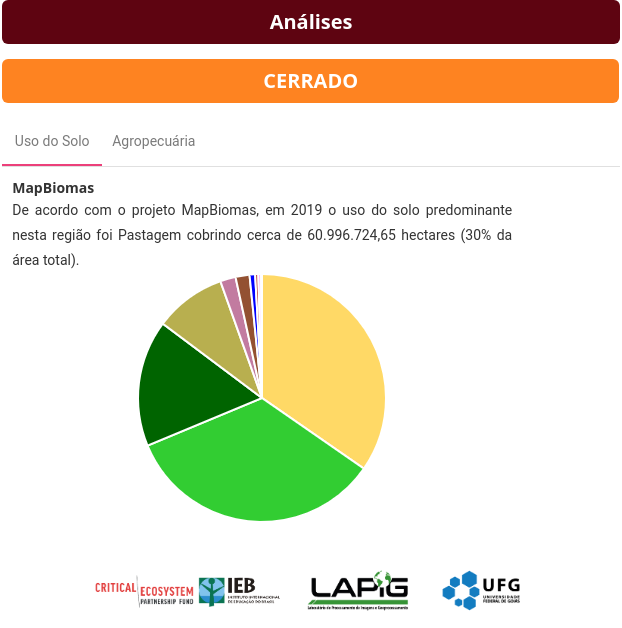 Análises
CERRADO
Uso do Solo Agropecuária
MapBiomas
De acordo com o projeto MapBiomas, em 2019 o uso do solo predominante
nesta região foi Pastagem cobrindo cerca de 60.996.724,65 hectares (30% da
área total).
CRITICAL ECOSYSTEM
PARTNERSHIP FUND
IEB
INSTITUTO INTERNACIONAL
DE EDUCAÇÃO DO BRASIL
LAPIG
Laboratório de Processamento de Imagens e Geoprocessamento
UFG
UNIVERSIDADE
FEDERAL DE GOIÁS